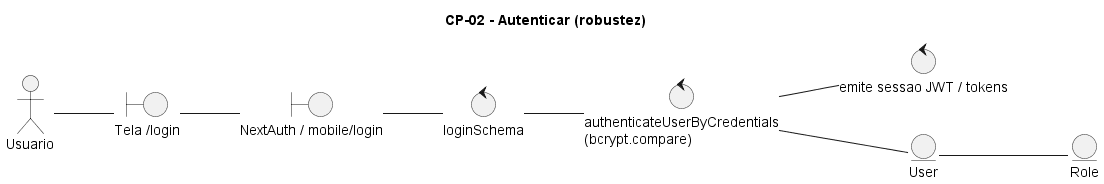 CP-02 - Autenticar (robustez)
Usuario
Tela /login
NextAuth / mobile/login
loginSchema
authenticateUserByCredentials
(bcrypt.compare)
emite sessao JWT / tokens
User
Role